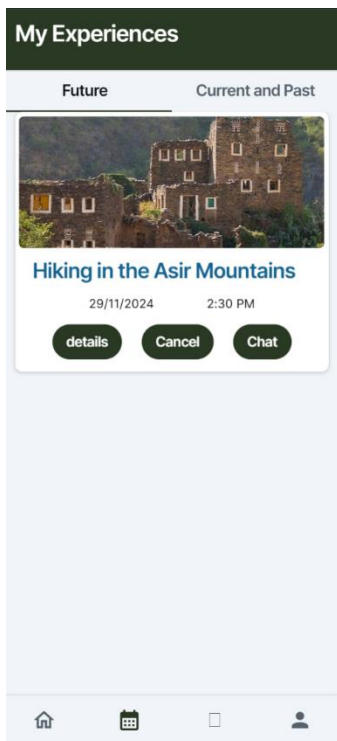 My Experiences
Future Current and Past
Hiking in the Asir Mountains
29/11/2024 2:30 PM
details Cancel Chat